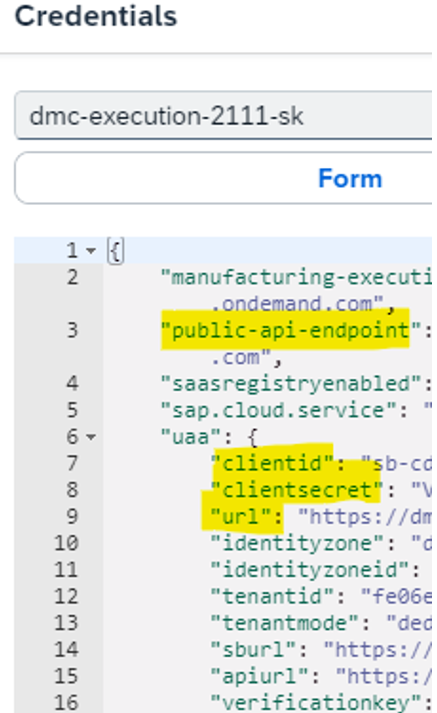 Credentials
dmc-execution-2111-sk
Form
1 {
2 "manufacturing-executi
.ondemand.com",
3 "public-api-endpoint":
.com",
4 "saasregistryenabled":
5 "sap.cloud.service": "
6 "uaa": {
7 "clientid": "sb-cd
8 "clientsecret": "V
9 "url": "https://dm
10 "identityzone": "d
11 "identityzoneid":
12 "tenantid": "fe06e
13 "tenantmode": "ded
14 "sburl": "https://
15 "apiurl": "https:/
16 "verificationkey":